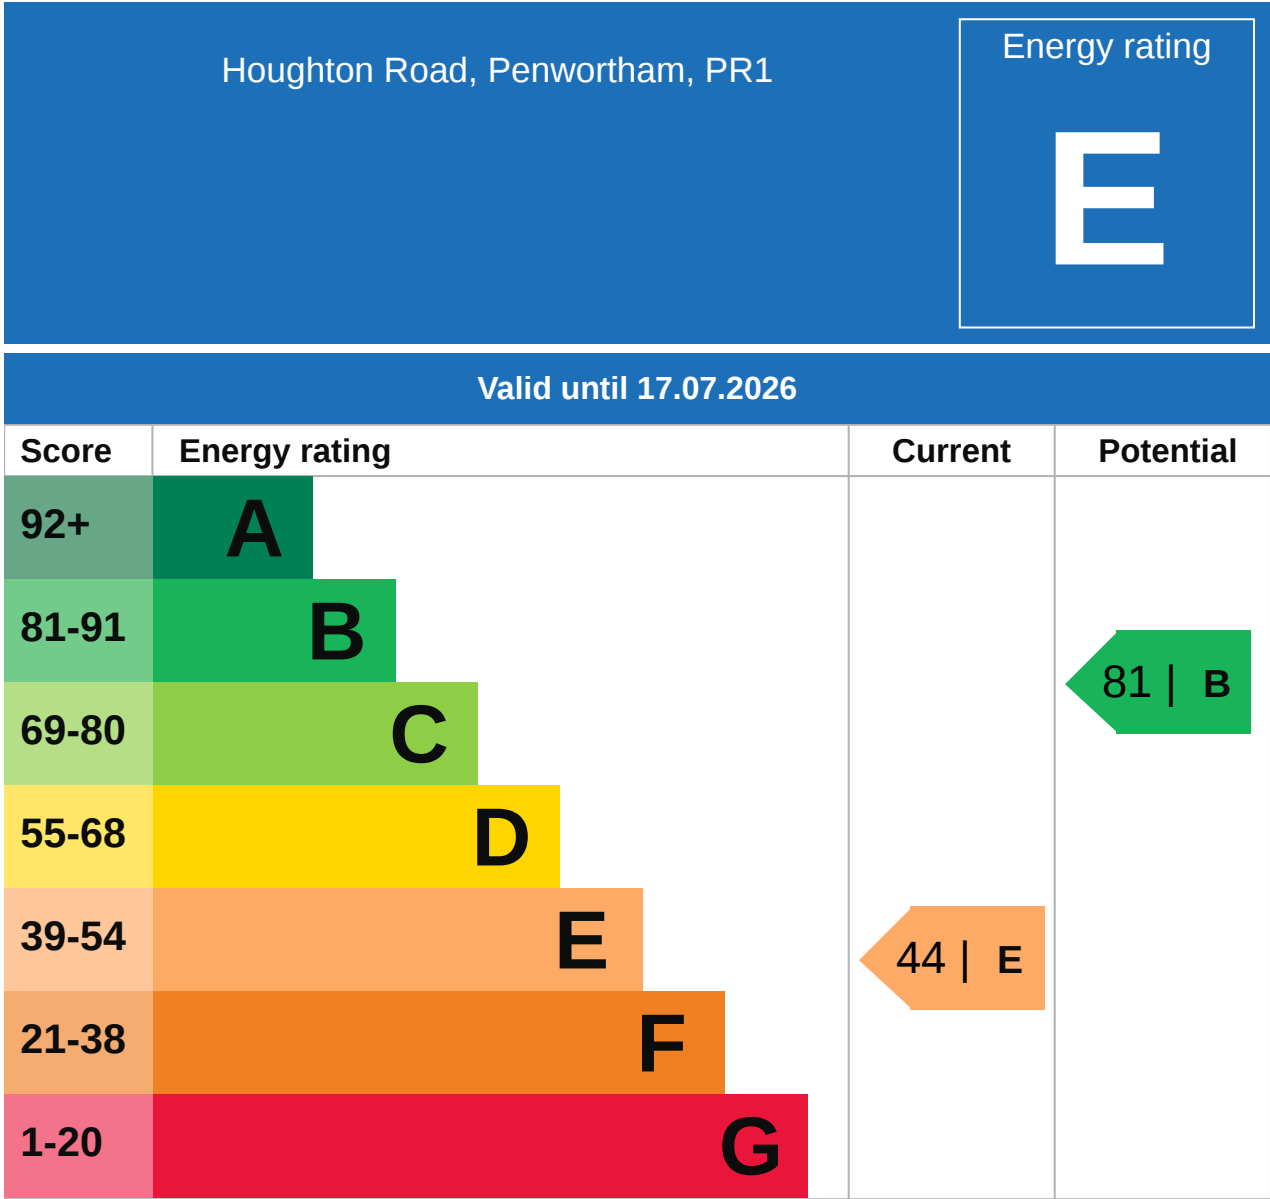 Houghton Road, Penwortham, PR1
Energy rating
E
Valid until 17.07.2026
Score Energy rating Current Potential
92+ A
81-91 B
81 | B
69-80 C
55-68 D
39-54 E
44 | E
21-38 F
1-20 G